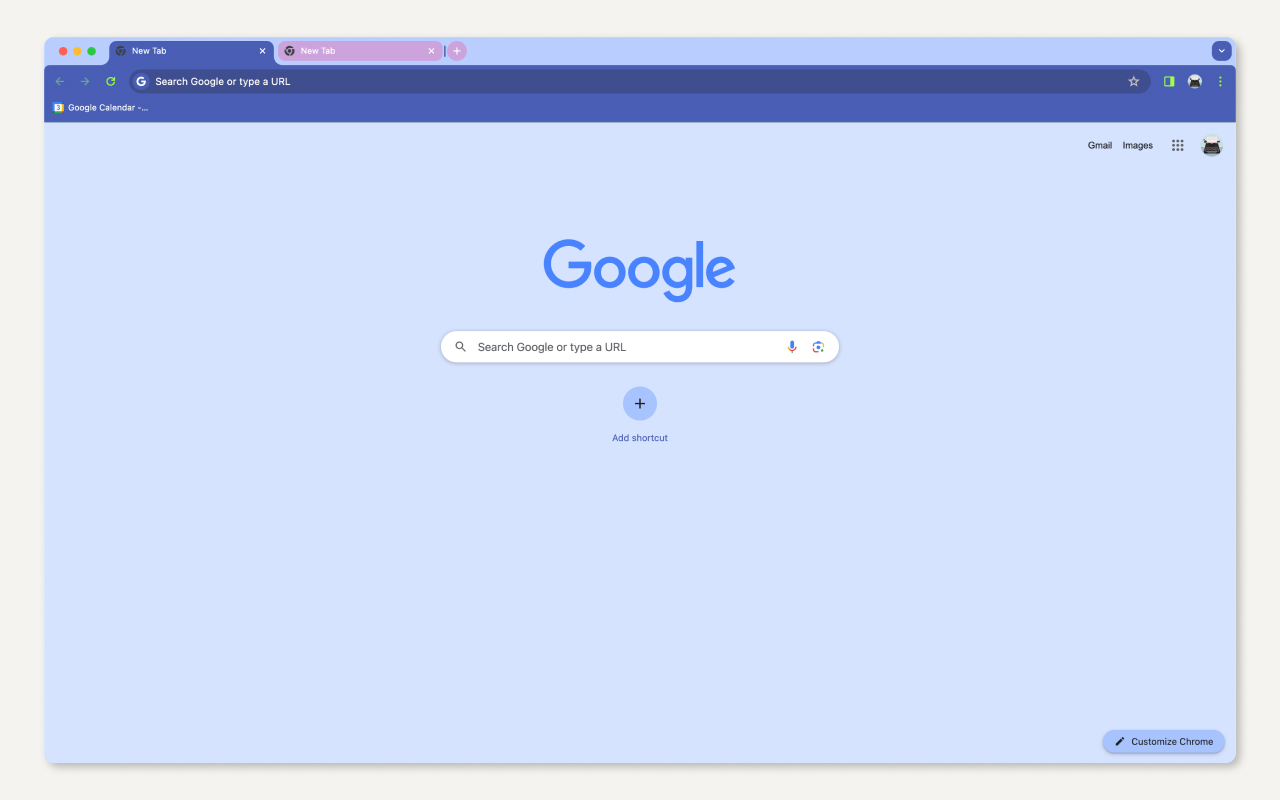 New Tab
New Tab
G Search Google or type a URL
3 Google Calendar -...
Gmail Images
Google
Search Google or type a URL
Add shortcut
Customize Chrome